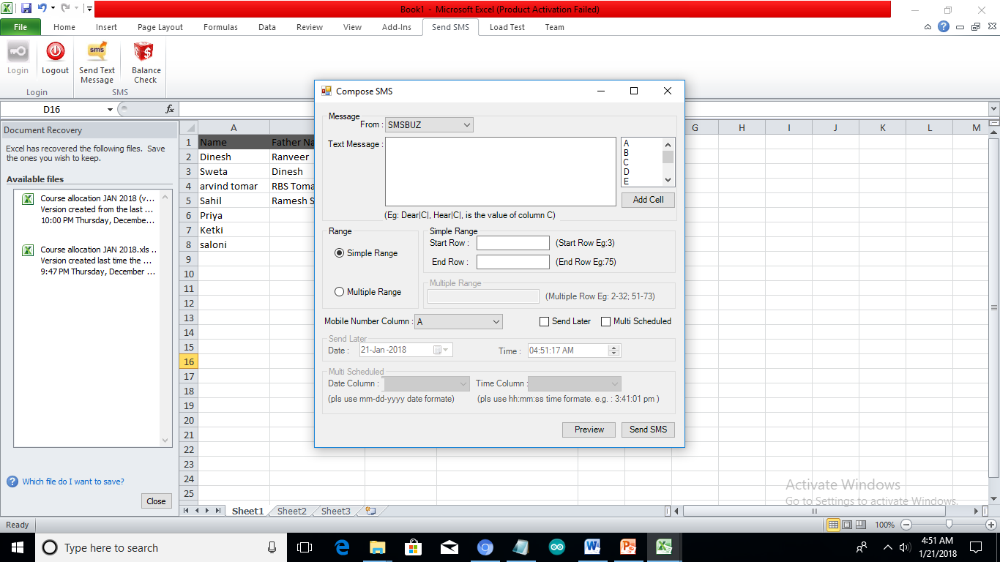 Book1 - Microsoft Excel (Product Activation Failed)
File Home Insert Page Layout Formulas Data Review View Add-Ins Send SMS Load Test Team
Login Logout Send Text Message Balance Check
Login SMS
D16 fx
Document Recovery
Excel has recovered the following files. Save
the ones you wish to keep.
Available files
Course allocation JAN 2018 (v...
Version created from the last ...
10:00 PM Thursday, Decembe...
Course allocation JAN 2018.xls ..
Version created last time the ...
9:47 PM Thursday, December ...
Which file do I want to save?
Close
A G H I J K L M
1 Name Father Na
2 Dinesh Ranveer
3 Sweta Dinesh
4 arvind tomar RBS Toma
5 Sahil Ramesh S
6 Priya
7 Ketki
8 saloni
9
10
11
12
13
14
15
16
17
18
19
20
21
22
23
24
25
Compose SMS
Message
From : SMSBUZ
Text Message :
A
B
C
D
E
Add Cell
(Eg: Dear|C|, Hear|C|, is the value of column C)
Range
Simple Range
Multiple Range
Simple Range
Start Row : (Start Row Eg:3)
End Row : (End Row Eg:75)
Multiple Range
(Multiple Row Eg: 2-32; 51-73)
Mobile Number Column : A Send Later Multi Scheduled
Send Later
Date : 21-Jan -2018 Time : 04:51:17 AM
Multi Scheduled
Date Column : Time Column :
(pls use mm-dd-yyyy date formate) (pls use hh:mm:ss time formate. e.g. : 3:41:01 pm )
Preview Send SMS
Activate Windows
Go to Settings to activate Windows.
Sheet1 Sheet2 Sheet3
Ready 100%
Type here to search
4:51 AM
1/21/2018